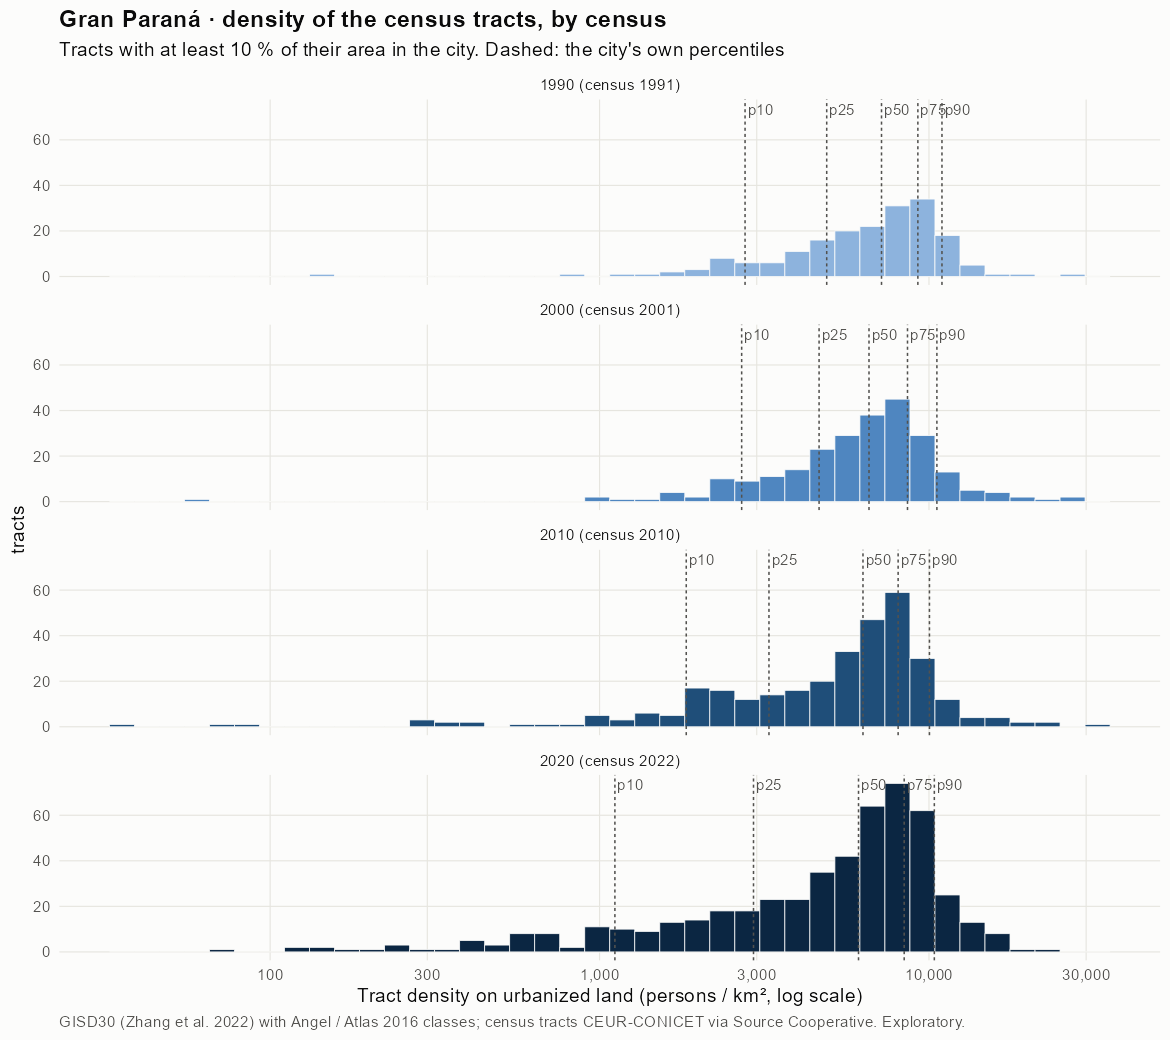 Gran Paraná · density of the census tracts, by census
Tracts with at least 10 % of their area in the city. Dashed: the city's own percentiles
1990 (census 1991)
p10 p25 p50 p75 p90
60
40
20
0
2000 (census 2001)
p10 p25 p50 p75 p90
60
40
20
0
tracts
2010 (census 2010)
p10 p25 p50 p75 p90
60
40
20
0
2020 (census 2022)
p10 p25 p50 p75 p90
60
40
20
0
100 300 1,000 3,000 10,000 30,000
Tract density on urbanized land (persons / km², log scale)
GISD30 (Zhang et al. 2022) with Angel / Atlas 2016 classes; census tracts CEUR-CONICET via Source Cooperative. Exploratory.